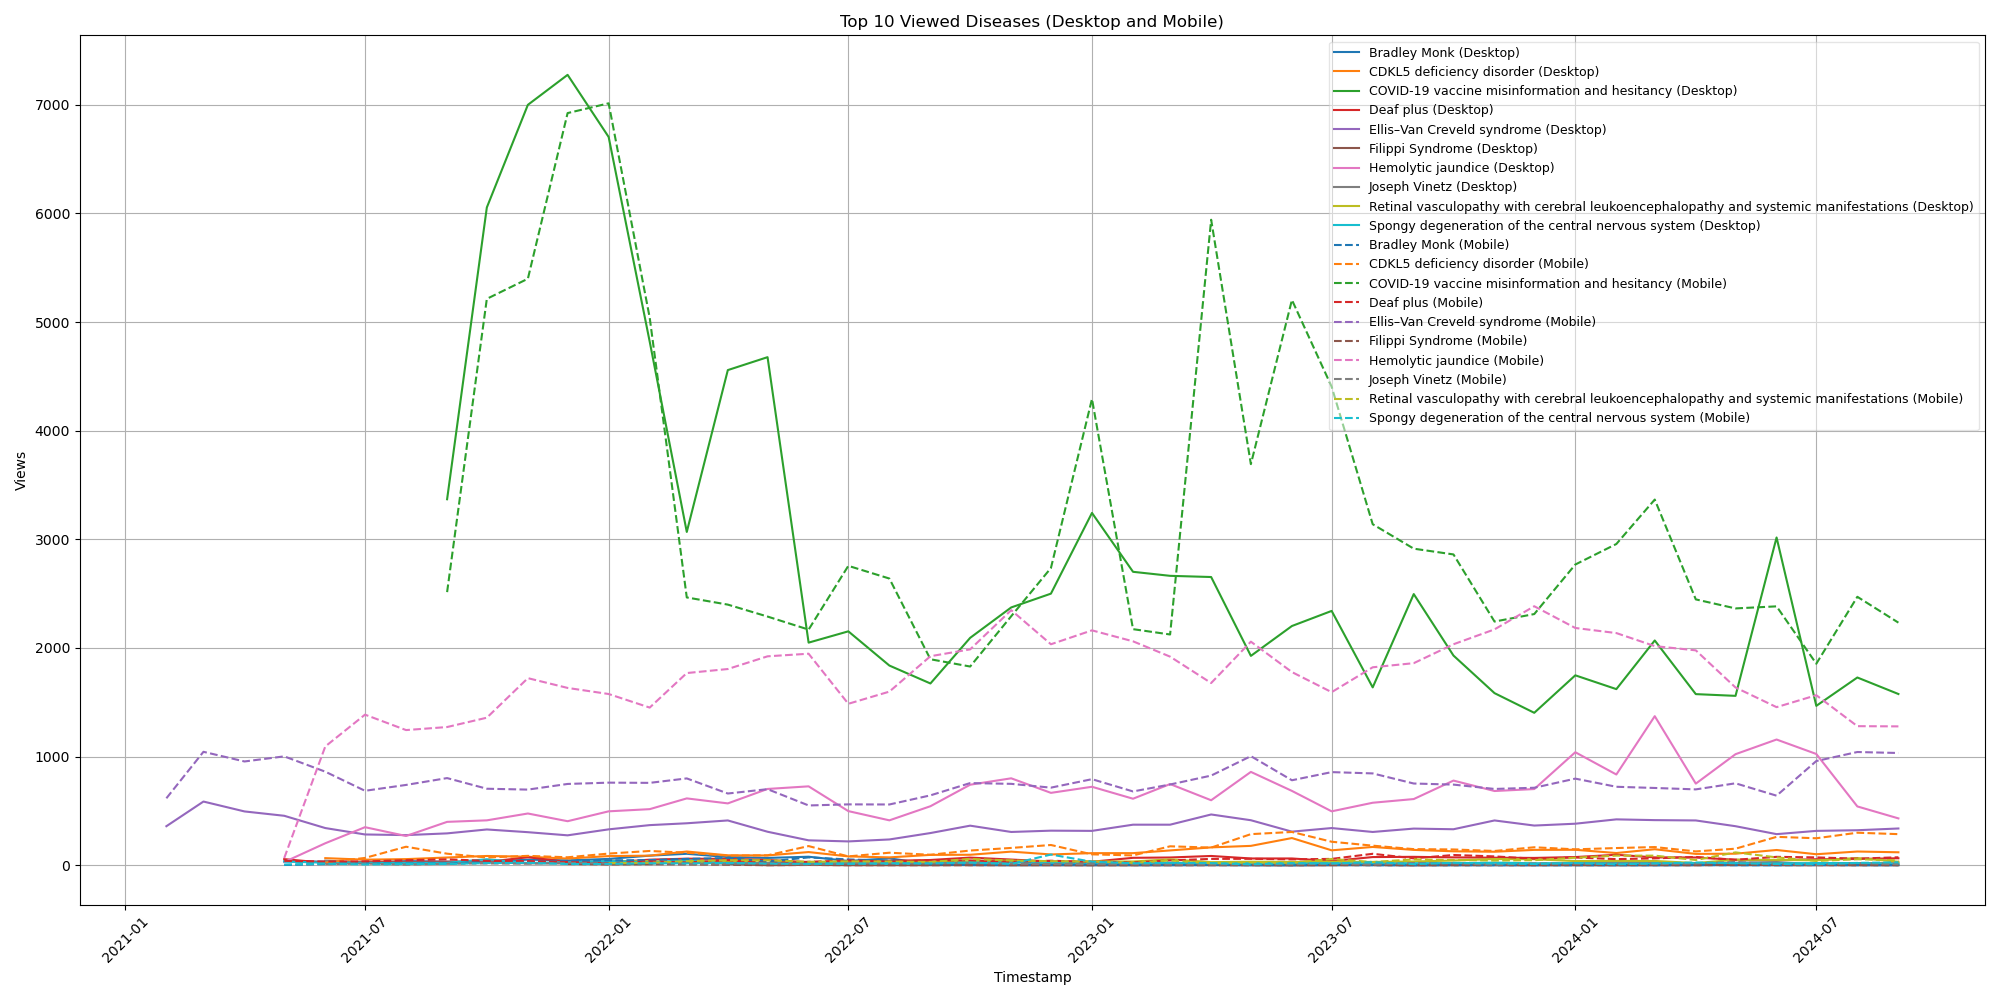 Top 10 Viewed Diseases (Desktop and Mobile)
Bradley Monk (Desktop)
CDKL5 deficiency disorder (Desktop)
COVID-19 vaccine misinformation and hesitancy (Desktop)
Deaf plus (Desktop)
Ellis–Van Creveld syndrome (Desktop)
Filippi Syndrome (Desktop)
Hemolytic jaundice (Desktop)
Joseph Vinetz (Desktop)
Retinal vasculopathy with cerebral leukoencephalopathy and systemic manifestations (Desktop)
Spongy degeneration of the central nervous system (Desktop)
Bradley Monk (Mobile)
CDKL5 deficiency disorder (Mobile)
COVID-19 vaccine misinformation and hesitancy (Mobile)
Deaf plus (Mobile)
Ellis–Van Creveld syndrome (Mobile)
Filippi Syndrome (Mobile)
Hemolytic jaundice (Mobile)
Joseph Vinetz (Mobile)
Retinal vasculopathy with cerebral leukoencephalopathy and systemic manifestations (Mobile)
Spongy degeneration of the central nervous system (Mobile)
7000
6000
5000
4000
3000
2000
1000
0
Views
2021-01
2021-07
2022-01
2022-07
2023-01
2023-07
2024-01
2024-07
Timestamp